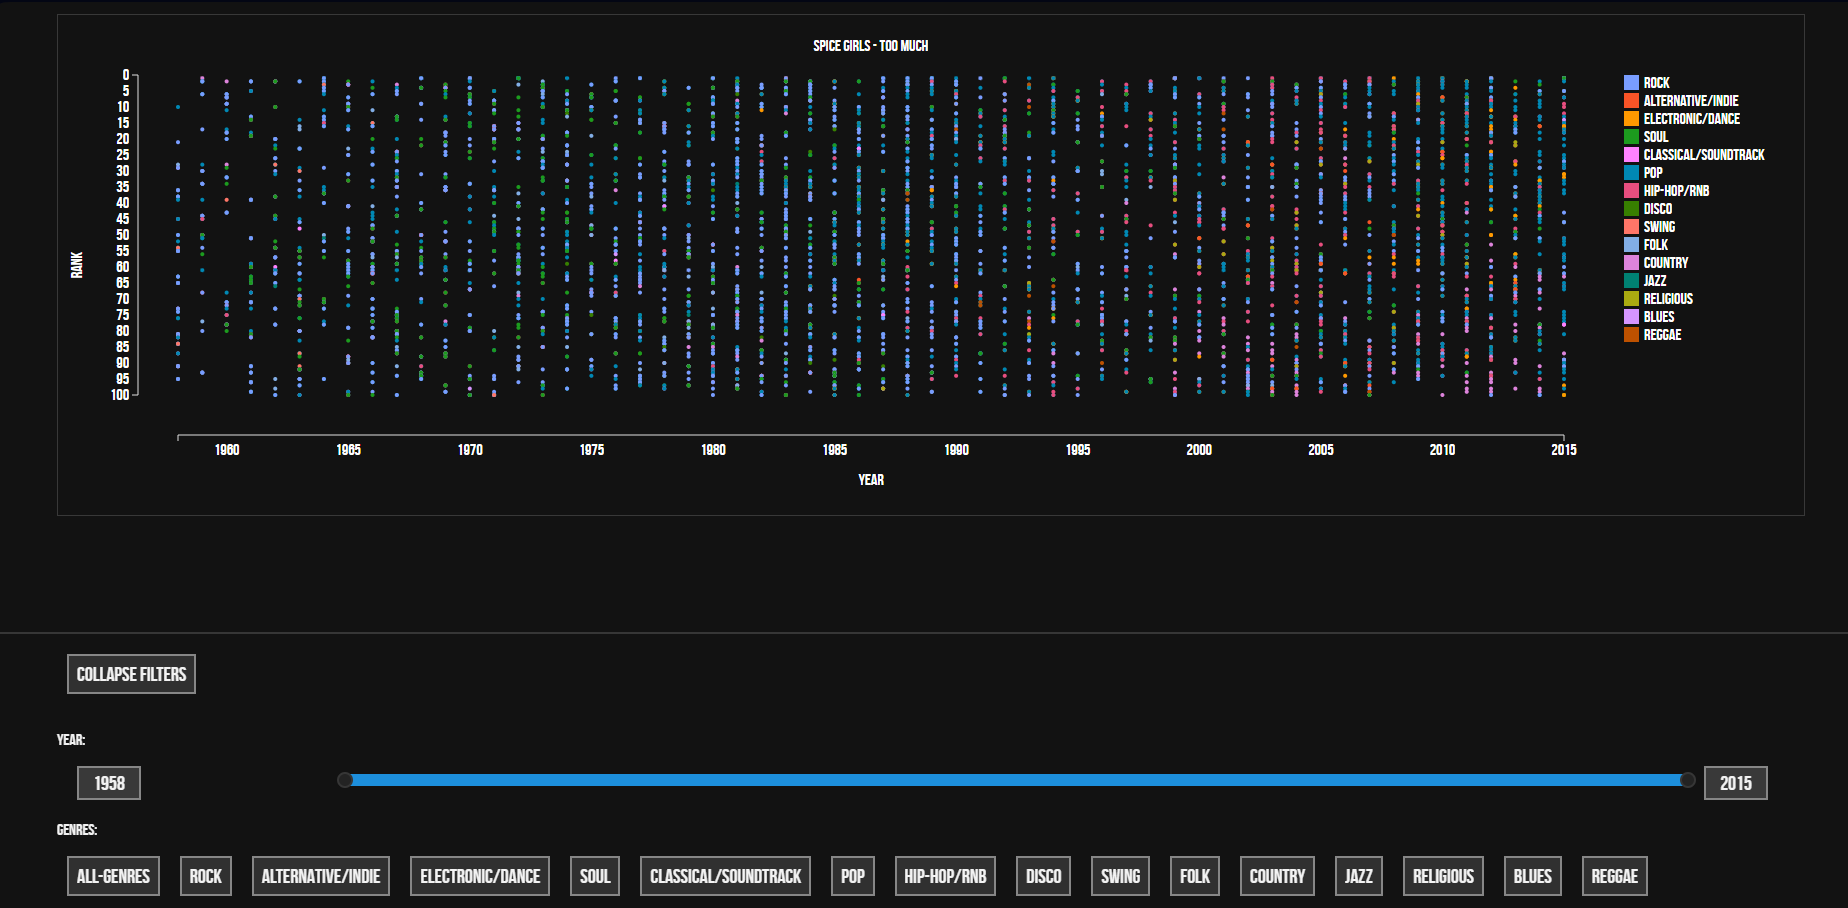 SPICE GIRLS - TOO MUCH
0
5
10
15
20
25
30
35
40
45
50
55
60
65
70
75
80
85
90
95
100
RANK
1960 1965 1970 1975 1980 1985 1990 1995 2000 2005 2010 2015
YEAR
ROCK
ALTERNATIVE/INDIE
ELECTRONIC/DANCE
SOUL
CLASSICAL/SOUNDTRACK
POP
HIP-HOP/RNB
DISCO
SWING
FOLK
COUNTRY
JAZZ
RELIGIOUS
BLUES
REGGAE
COLLAPSE FILTERS
YEAR:
1958 2015
GENRES:
ALL-GENRES ROCK ALTERNATIVE/INDIE ELECTRONIC/DANCE SOUL CLASSICAL/SOUNDTRACK POP HIP-HOP/RNB DISCO SWING FOLK COUNTRY JAZZ RELIGIOUS BLUES REGGAE